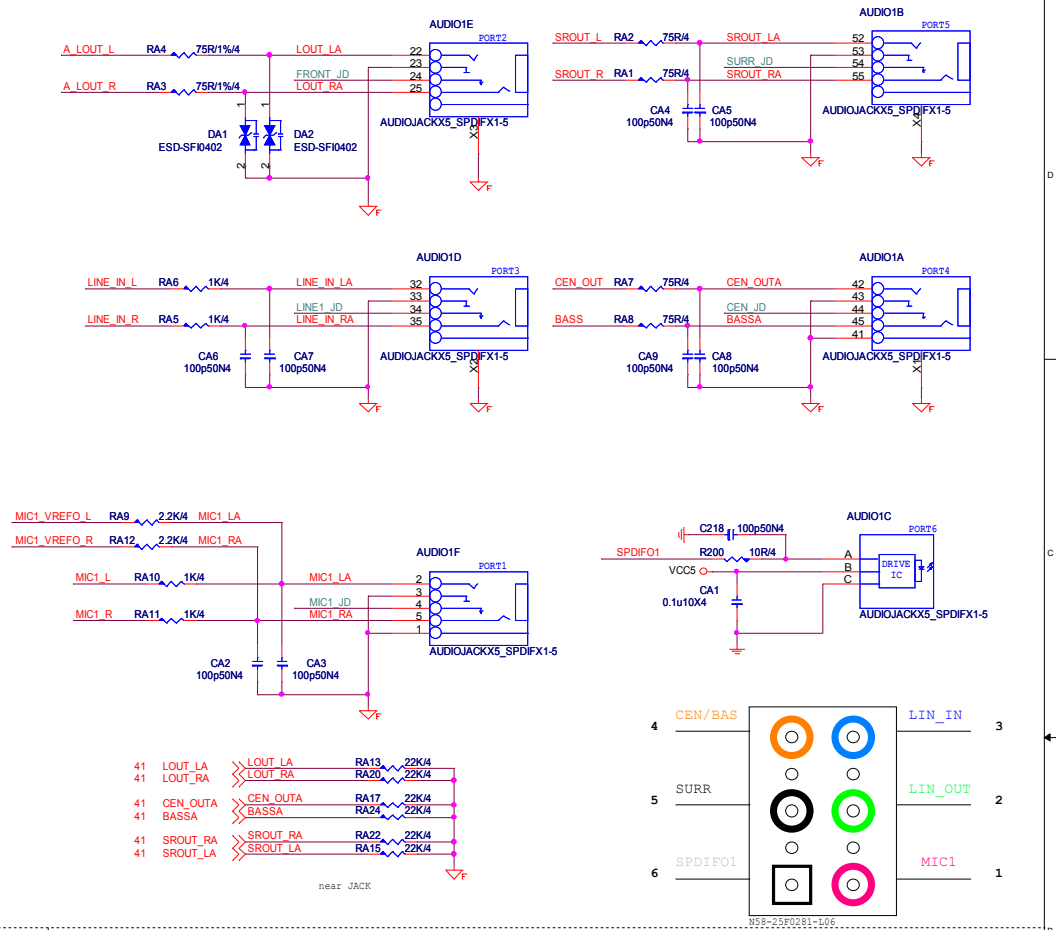 AUDIO1E
PORT2
A_LOUT_L RA4 75R/1%/4 LOUT_LA 22
23
FRONT_JD 24
A_LOUT_R RA3 75R/1%/4 LOUT_RA 25
1 1
AUDIOJACKX5_SPDIFX1-5
DA1 DA2
ESD-SFI0402 ESD-SFI0402
X3
2 2
F
F
AUDIO1B
PORT5
SROUT_L RA2 75R/4 SROUT_LA 52
53
SURR_JD 54
SROUT_R RA1 75R/4 SROUT_RA 55
CA4 CA5
100p50N4 100p50N4
AUDIOJACKX5_SPDIFX1-5
X4
F
F
D
AUDIO1D
PORT3
LINE_IN_L RA6 1K/4 LINE_IN_LA 32
33
LINE1_JD 34
LINE_IN_R RA5 1K/4 LINE_IN_RA 35
CA6 CA7
100p50N4 100p50N4
AUDIOJACKX5_SPDIFX1-5
X2
F
F
AUDIO1A
PORT4
CEN_OUT RA7 75R/4 CEN_OUTA 42
43
CEN_JD 44
BASS RA8 75R/4 BASSA 45
41
CA9 CA8
100p50N4 100p50N4
AUDIOJACKX5_SPDIFX1-5
X1
F
F
MIC1_VREFO_L RA9 2.2K/4 MIC1_LA
MIC1_VREFO_R RA12 2.2K/4 MIC1_RA
AUDIO1F
PORT1
MIC1_L RA10 1K/4 MIC1_LA 2
3
MIC1_JD 4
MIC1_R RA11 1K/4 MIC1_RA 5
1
AUDIOJACKX5_SPDIFX1-5
CA2 CA3
100p50N4 100p50N4
F
AUDIO1C
PORT6
C218 100p50N4
SPDIFO1 R200 10R/4 A
VCC5 B
C
DRIVE
IC
CA1
0.1u10X4
AUDIOJACKX5_SPDIFX1-5
C
41 LOUT_LA LOUT_LA RA13 22K/4
41 LOUT_RA LOUT_RA RA20 22K/4
41 CEN_OUTA CEN_OUTA RA17 22K/4
41 BASSA BASSA RA24 22K/4
41 SROUT_RA SROUT_RA RA22 22K/4
41 SROUT_LA SROUT_LA RA15 22K/4
F
near JACK
4 CEN/BAS LIN_IN 3
5 SURR LIN_OUT 2
6 SPDIFO1 MIC1 1
N58-25F0281-L06